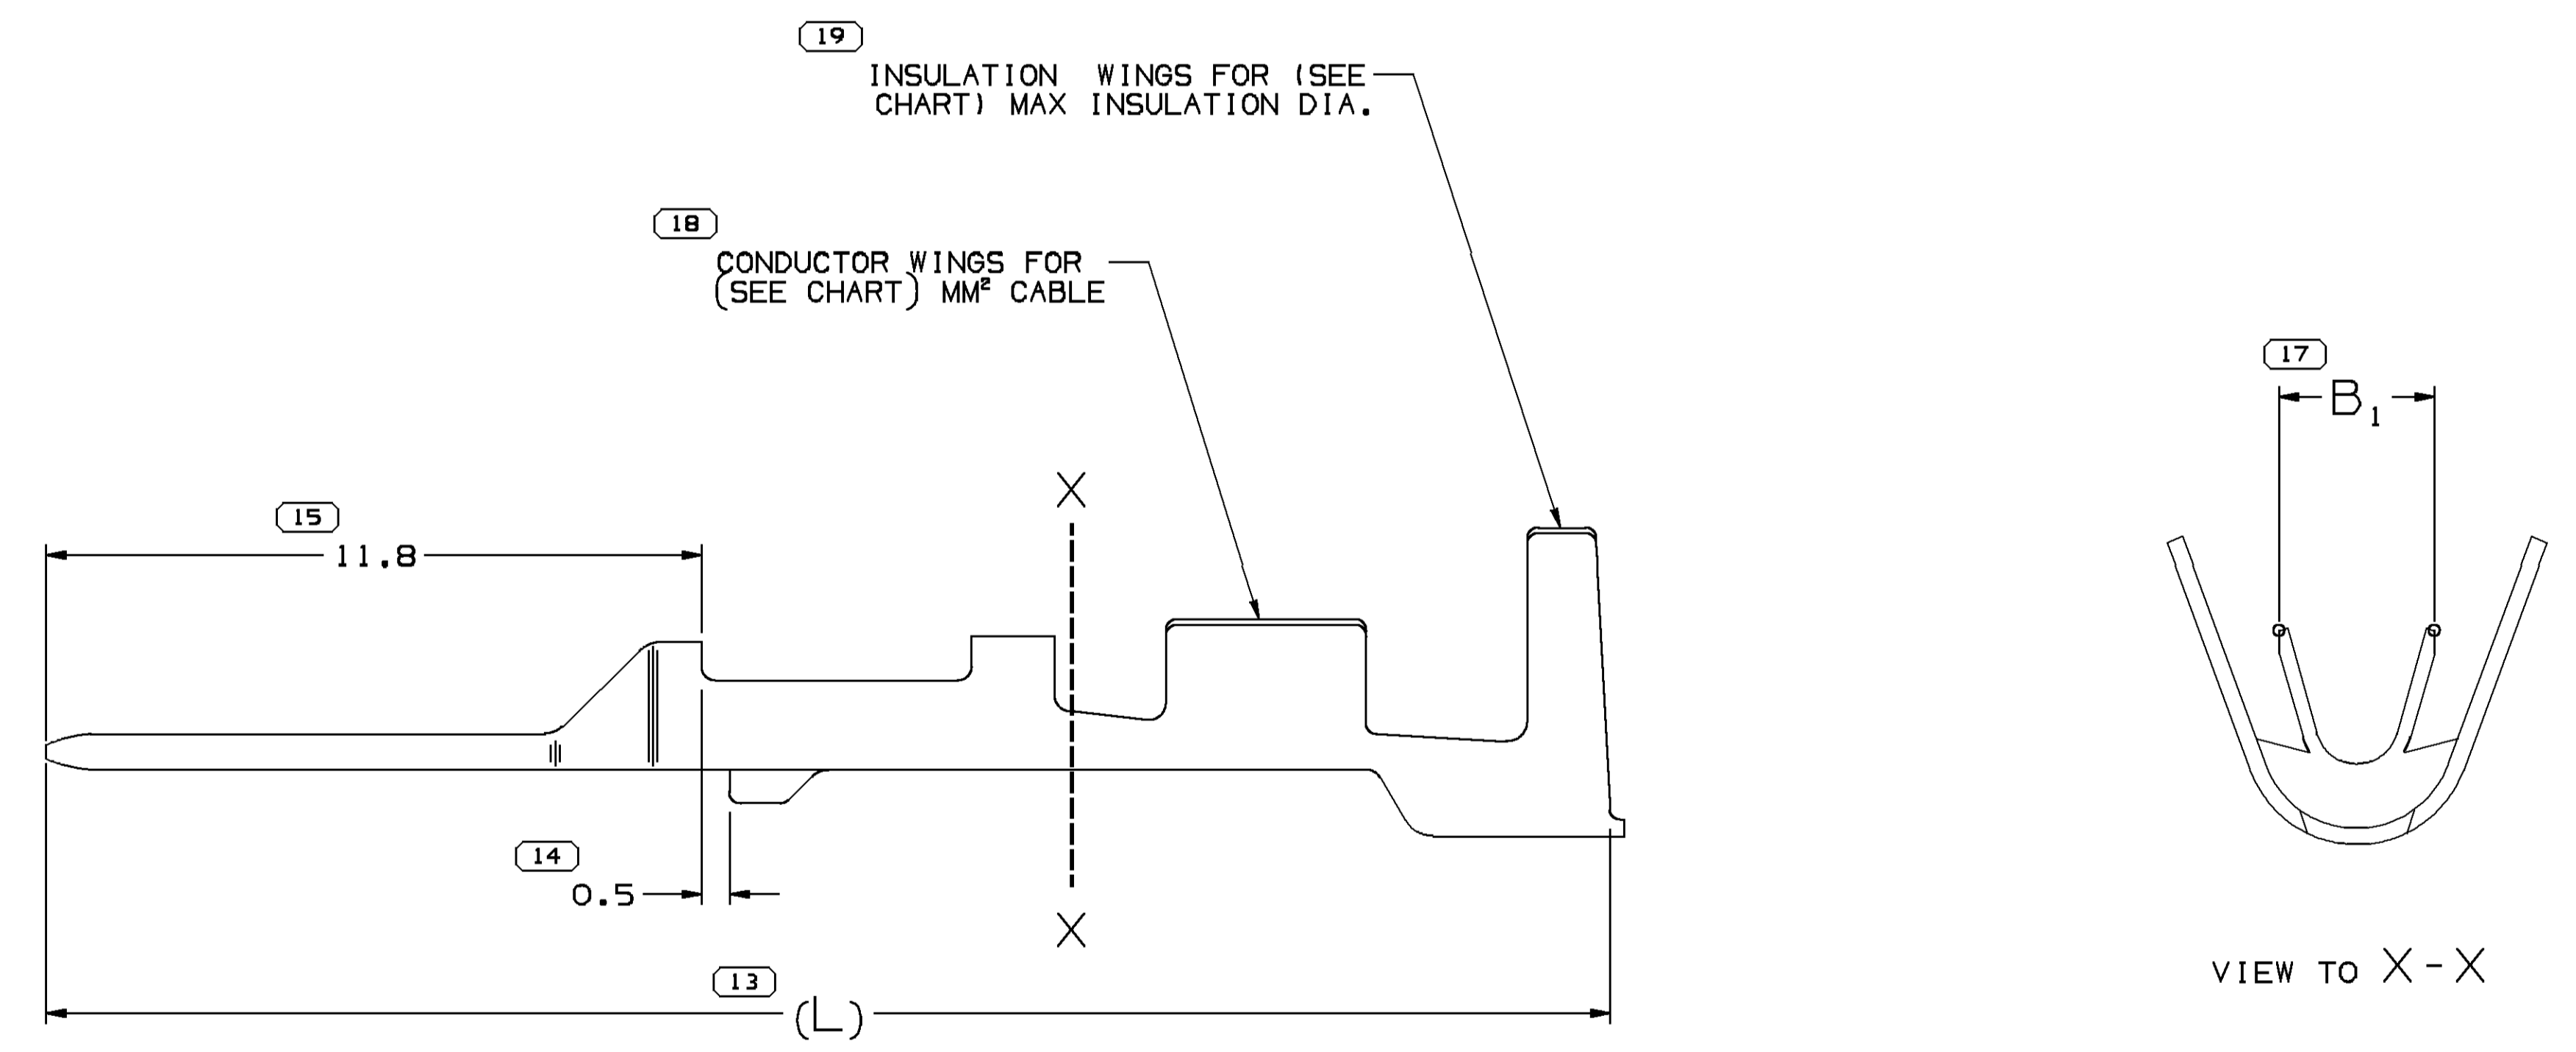 19
INSULATION WINGS FOR (SEE
CHART) MAX INSULATION DIA.
18
CONDUCTOR WINGS FOR
(SEE CHART) MM² CABLE
17
B₁
X
15
11.8
14
0.5
X
VIEW TO X-X
13
(L)